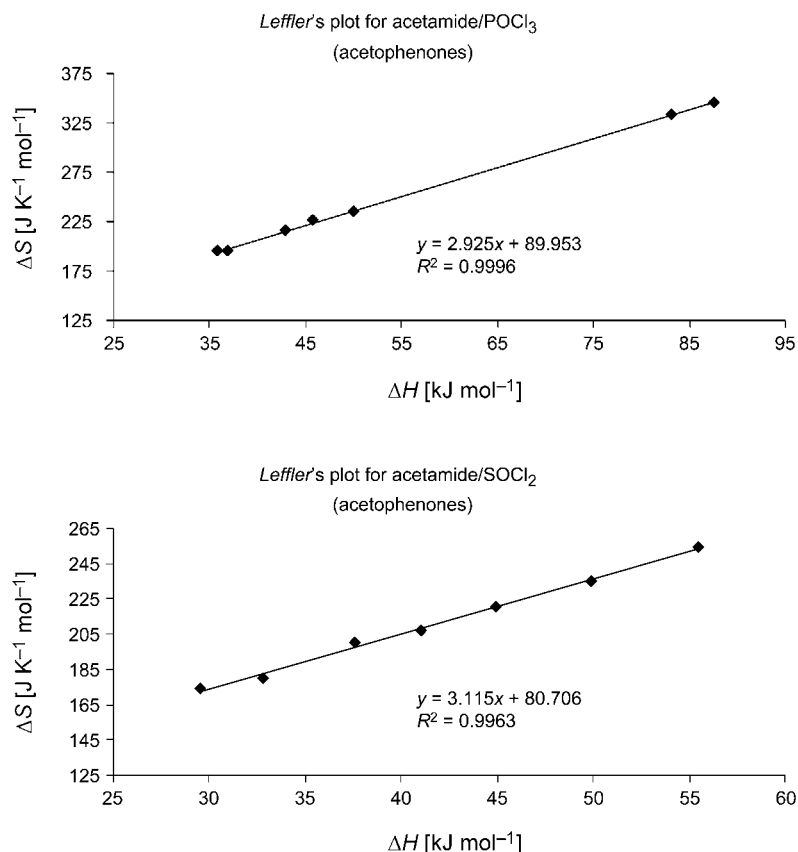 Leffler's plot for acetamide/POCl₃
(acetophenones)
375
325
275
225
175
125
ΔS [J K⁻¹ mol⁻¹]
y = 2.925x + 89.953
R² = 0.9996
25 35 45 55 65 75 85 95
ΔH [kJ mol⁻¹]
Leffler's plot for acetamide/SOCl₂
(acetophenones)
265
245
225
205
185
165
145
125
ΔS [J K⁻¹ mol⁻¹]
y = 3.115x + 80.706
R² = 0.9963
25 30 35 40 45 50 55 60
ΔH [kJ mol⁻¹]